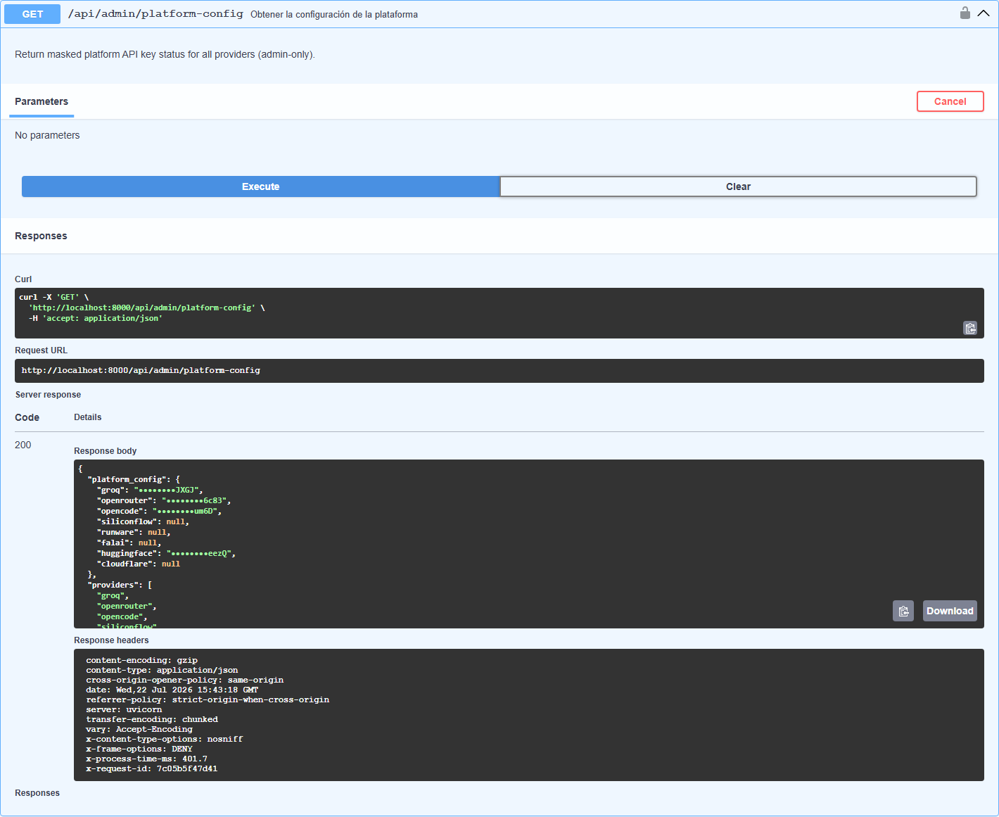 GET /api/admin/platform-config Obtener la configuración de la plataforma
Return masked platform API key status for all providers (admin-only).
Parameters
Cancel
No parameters
Execute
Clear
Responses
Curl
curl -X 'GET' \
  'http://localhost:8000/api/admin/platform-config' \
  -H 'accept: application/json'
Request URL
http://localhost:8000/api/admin/platform-config
Server response
Code Details
200
Response body
{
  "platform_config": {
    "groq": "••••••••JXGJ",
    "openrouter": "••••••••6c83",
    "opencode": "••••••••um6D",
    "siliconflow": null,
    "runware": null,
    "falai": null,
    "huggingface": "••••••••eezQ",
    "cloudflare": null
  },
  "providers": [
    "groq",
    "openrouter",
    "opencode",
    "siliconflow"
Download
Response headers
content-encoding: gzip
content-type: application/json
cross-origin-opener-policy: same-origin
date: Wed,22 Jul 2026 15:43:18 GMT
referrer-policy: strict-origin-when-cross-origin
server: uvicorn
transfer-encoding: chunked
vary: Accept-Encoding
x-content-type-options: nosniff
x-frame-options: DENY
x-process-time-ms: 401.7
x-request-id: 7c05b5f47d41
Responses